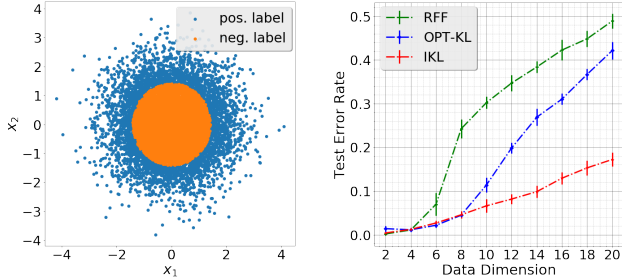 pos. label
neg. label
4
3
2
1
0
−1
−2
−3
−4
x₂
−4 −2 0 2 4
x₁
RFF
OPT-KL
IKL
0.5
0.4
0.3
0.2
0.1
0.0
Test Error Rate
2 4 6 8 10 12 14 16 18 20
Data Dimension